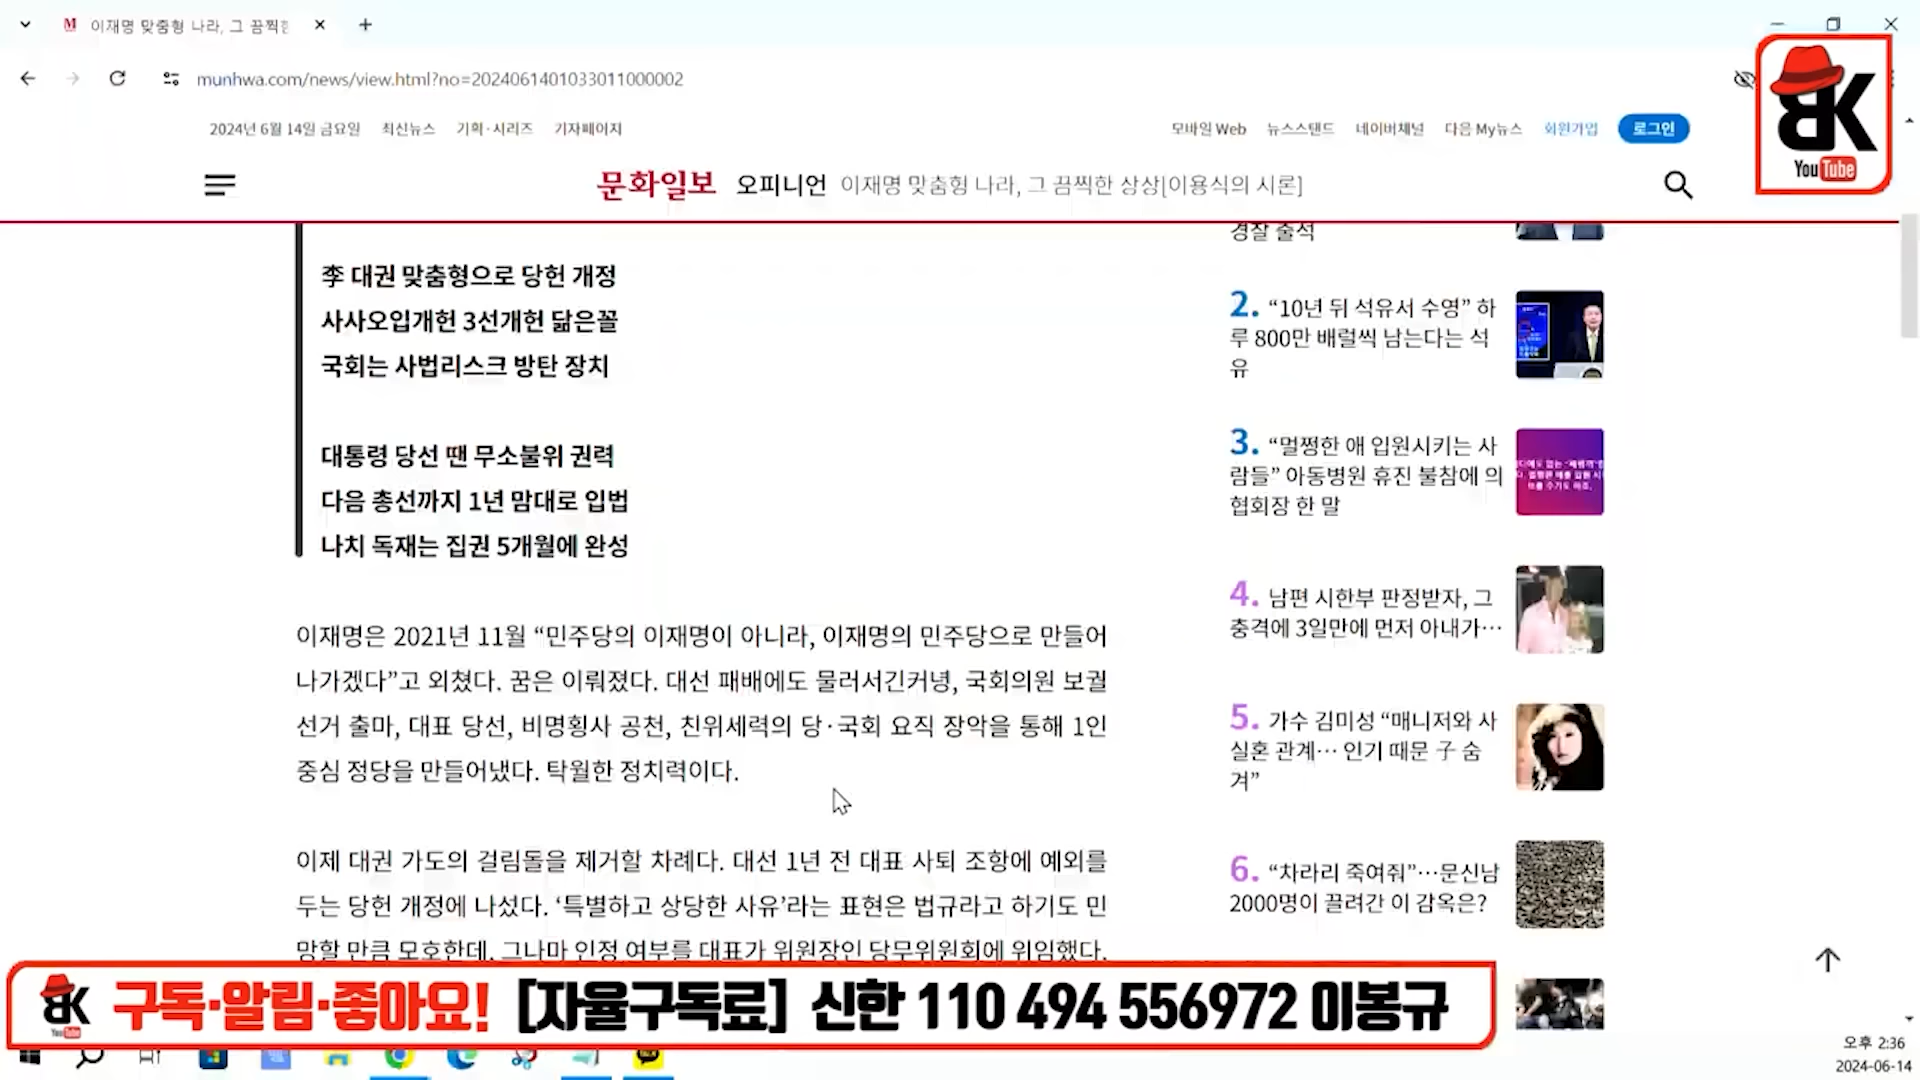 이재명 맞춤형 나라, 그 끔찍한
munhwa.com/news/view.html?no=2024061401033011000002
2024년 6월 14일 금요일 최신뉴스 기획·시리즈 기자페이지
모바일 Web 뉴스스탠드 네이버채널 다음 My뉴스 회원가입 로그인
문화일보 오피니언 이재명 맞춤형 나라, 그 끔찍한 상상[이용식의 시론]
BK
YouTube
李 대권 맞춤형으로 당헌 개정
사사오입개헌 3선개헌 닮은꼴
국회는 사법리스크 방탄 장치
대통령 당선 땐 무소불위 권력
다음 총선까지 1년 맘대로 입법
나치 독재는 집권 5개월에 완성
이재명은 2021년 11월 “민주당의 이재명이 아니라, 이재명의 민주당으로 만들어
나가겠다”고 외쳤다. 꿈은 이뤄졌다. 대선 패배에도 물러서긴커녕, 국회의원 보궐
선거 출마, 대표 당선, 비명횡사 공천, 친위세력의 당·국회 요직 장악을 통해 1인
중심 정당을 만들어냈다. 탁월한 정치력이다.
이제 대권 가도의 걸림돌을 제거할 차례다. 대선 1년 전 대표 사퇴 조항에 예외를
두는 당헌 개정에 나섰다. ‘특별하고 상당한 사유’라는 표현은 법규라고 하기도 민
망할 만큼 모호한데, 그나마 인정 여부를 대표가 위원장인 당무위원회에 위임했다.
경찰 출석
2. “10년 뒤 석유서 수영” 하
루 800만 배럴씩 남는다는 석
유
3. “멀쩡한 애 입원시키는 사
람들” 아동병원 휴진 불참에 의
협회장 한 말
4. 남편 시한부 판정받자, 그
충격에 3일만에 먼저 아내가…
5. 가수 김미성 “매니저와 사
실혼 관계… 인기 때문 子 숨
겨”
6. “차라리 죽여줘”…문신남
2000명이 끌려간 이 감옥은?
BK YouTube 구독·알림·좋아요! [자율구독료] 신한 110 494 556972 이봉규
오후 2:36
2024-06-14